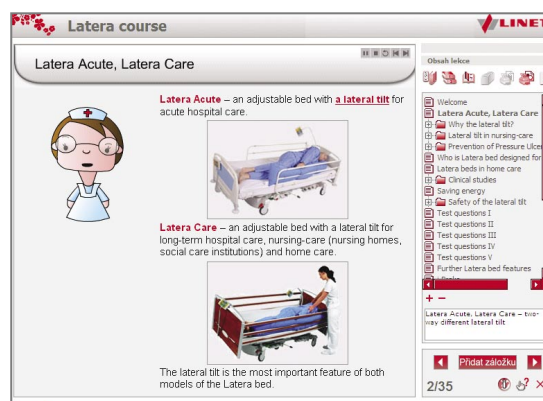 Latera course
LINET
Latera Acute, Latera Care
Latera Acute – an adjustable bed with a lateral tilt for
acute hospital care.
Latera Care – an adjustable bed with a lateral tilt for
long-term hospital care, nursing-care (nursing homes,
social care institutions) and home care.
The lateral tilt is the most important feature of both
models of the Latera bed.
Obsah lekce
Welcome
Latera Acute, Latera Care
Why the lateral tilt?
Lateral tilt in nursing-care
Prevention of Pressure Ulcer
Who is Latera bed designed for
Latera beds in home care
Clinical studies
Saving energy
Safety of the lateral tilt
Test questions I
Test questions II
Test questions III
Test questions IV
Test questions V
Further Latera bed features
Latera Acute, Latera Care – two-
way different lateral tilt
Přidat záložku
2/35